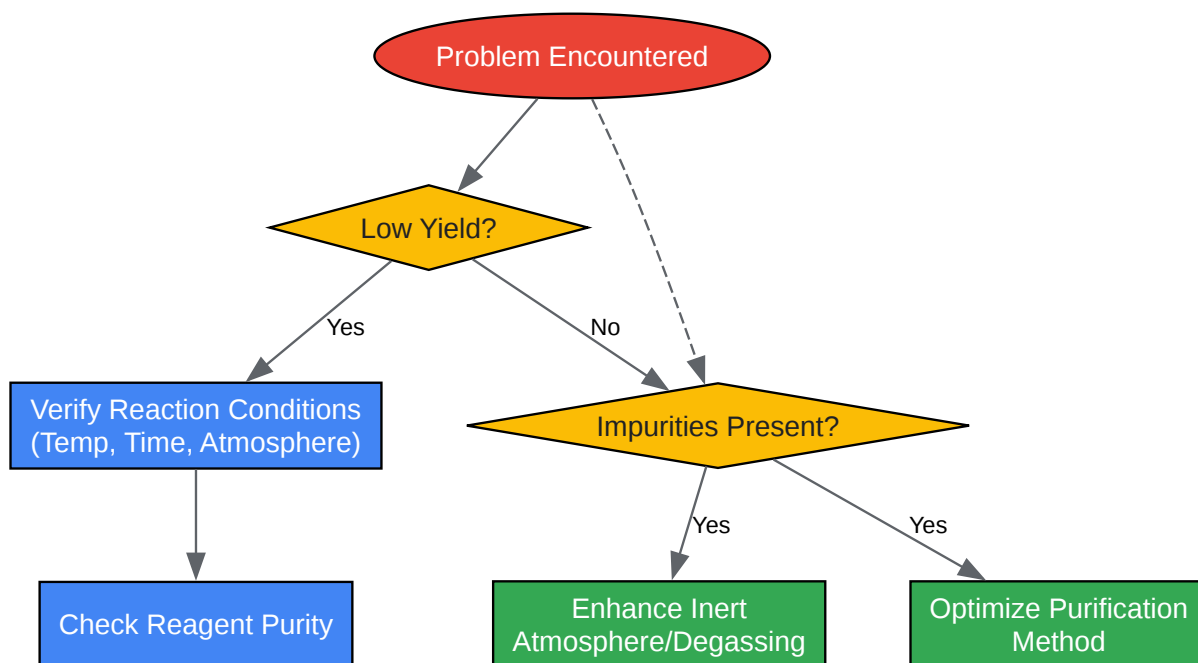 Problem Encountered
Low Yield?
Yes
No
Verify Reaction Conditions
(Temp, Time, Atmosphere)
Impurities Present?
Yes
Yes
Check Reagent Purity
Enhance Inert
Atmosphere/Degassing
Optimize Purification
Method